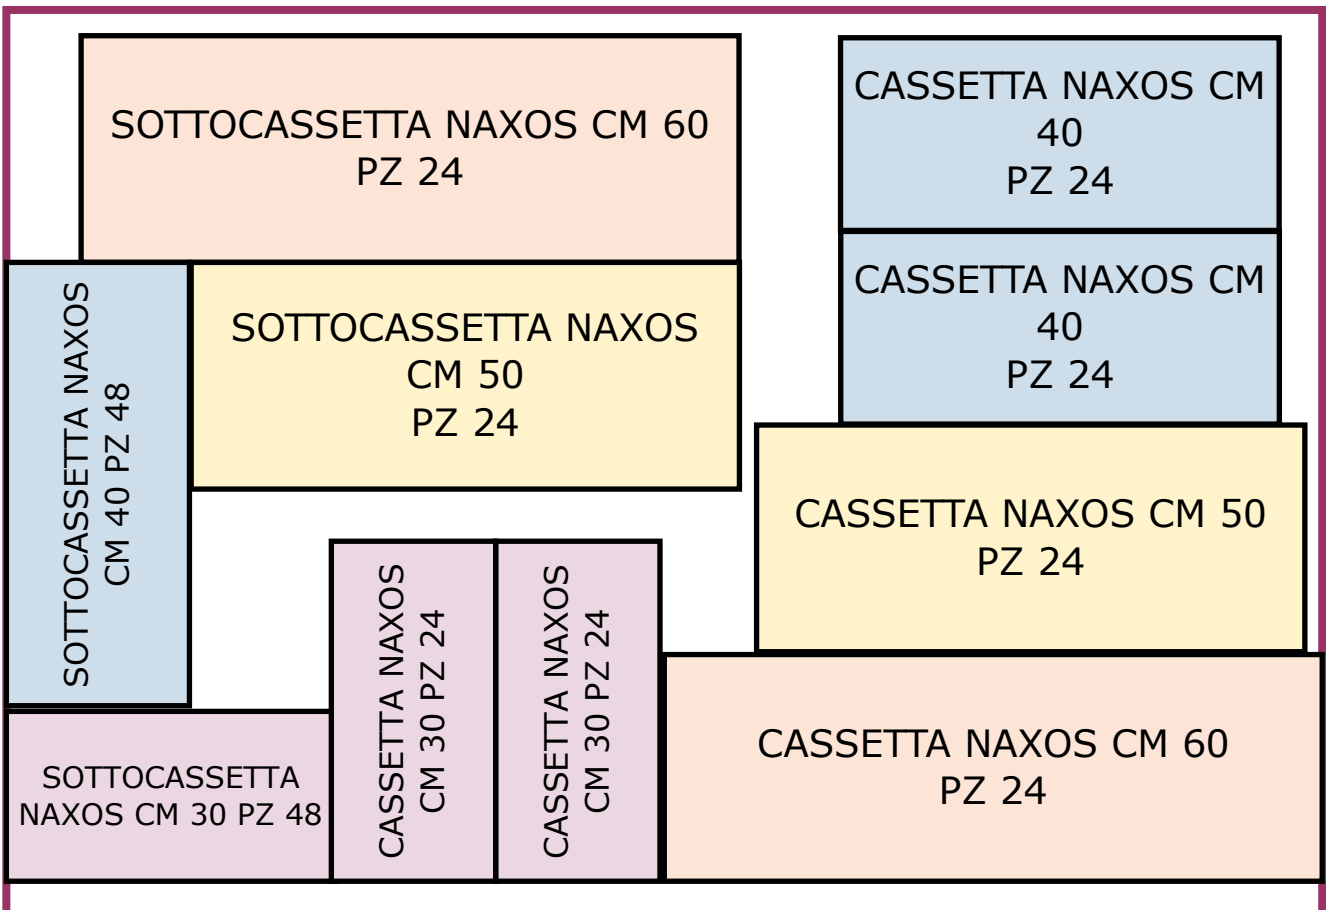 SOTTOCASSETTA NAXOS CM 60
PZ 24
CASSETTA NAXOS CM
40
PZ 24
CASSETTA NAXOS CM
40
PZ 24
SOTTOCASSETTA NAXOS
CM 40 PZ 48
SOTTOCASSETTA NAXOS
CM 50
PZ 24
CASSETTA NAXOS CM 50
PZ 24
CASSETTA NAXOS
CM 30 PZ 24
CASSETTA NAXOS
CM 30 PZ 24
SOTTOCASSETTA
NAXOS CM 30 PZ 48
CASSETTA NAXOS CM 60
PZ 24